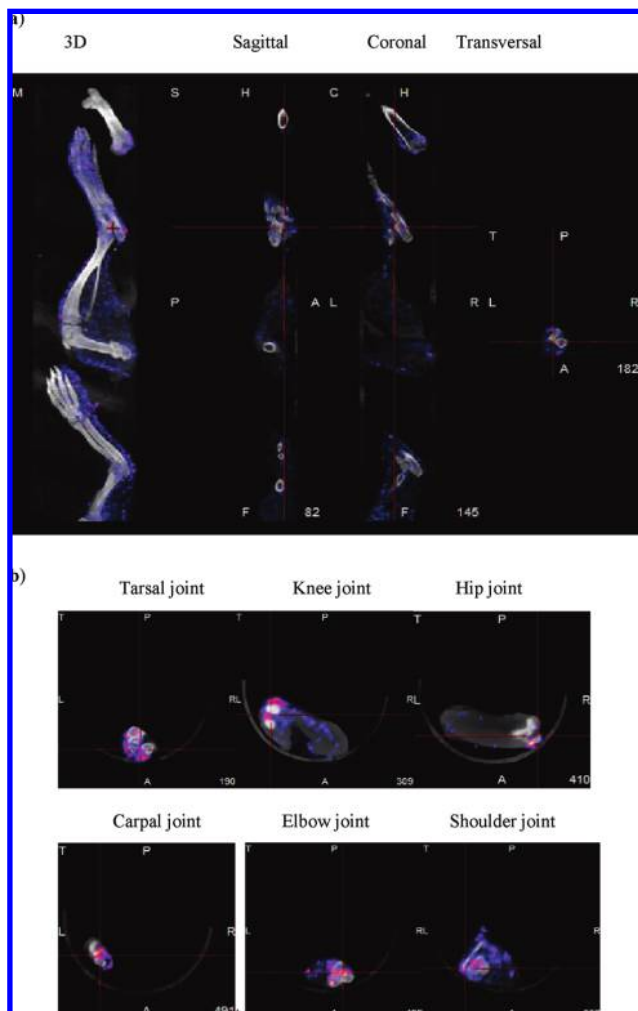 a)
3D Sagittal Coronal Transversal
M S H C H
T P
P A L R L R
A 182
F 82 F 145
b)
Tarsal joint Knee joint Hip joint
T P T P T P
L RL RL R
A 190 A 309 A 410
Carpal joint Elbow joint Shoulder joint
T P T P T P
L R L RL R
A 491